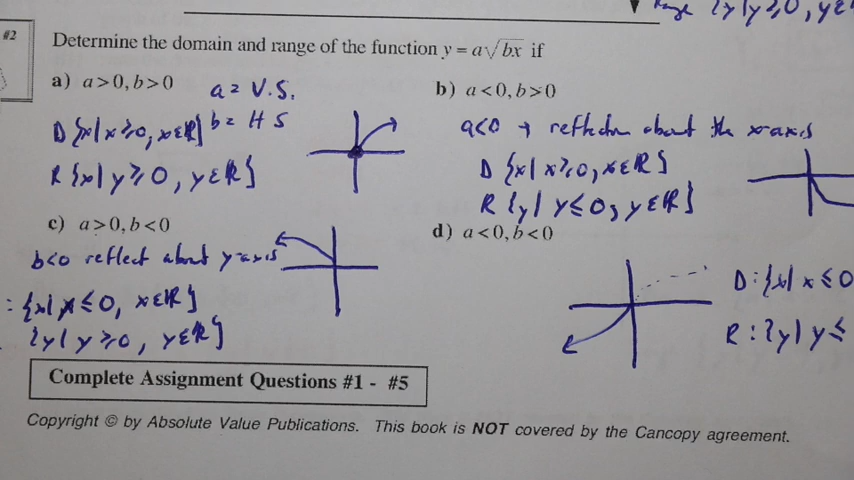 Range {y|y≥0, yε
#2
Determine the domain and range of the function y = a√bx if
a) a>0, b>0
a = V.S.
b = H S
D {x|x≥0, xεR}
R {x| y≥0, yεR}
b) a<0, b>0
a<0 → reflection about the x-axis
D {x| x≥0, xεR}
R {y| y≤0, yεR}
c) a>0, b<0
b<0 reflect about y-axis
: {x| x≤0, xεR}
{y| y≥0, yεR}
d) a<0, b<0
D: {x| x≤0
R: {y| y≤
Complete Assignment Questions #1 - #5
Copyright © by Absolute Value Publications. This book is NOT covered by the Cancopy agreement.